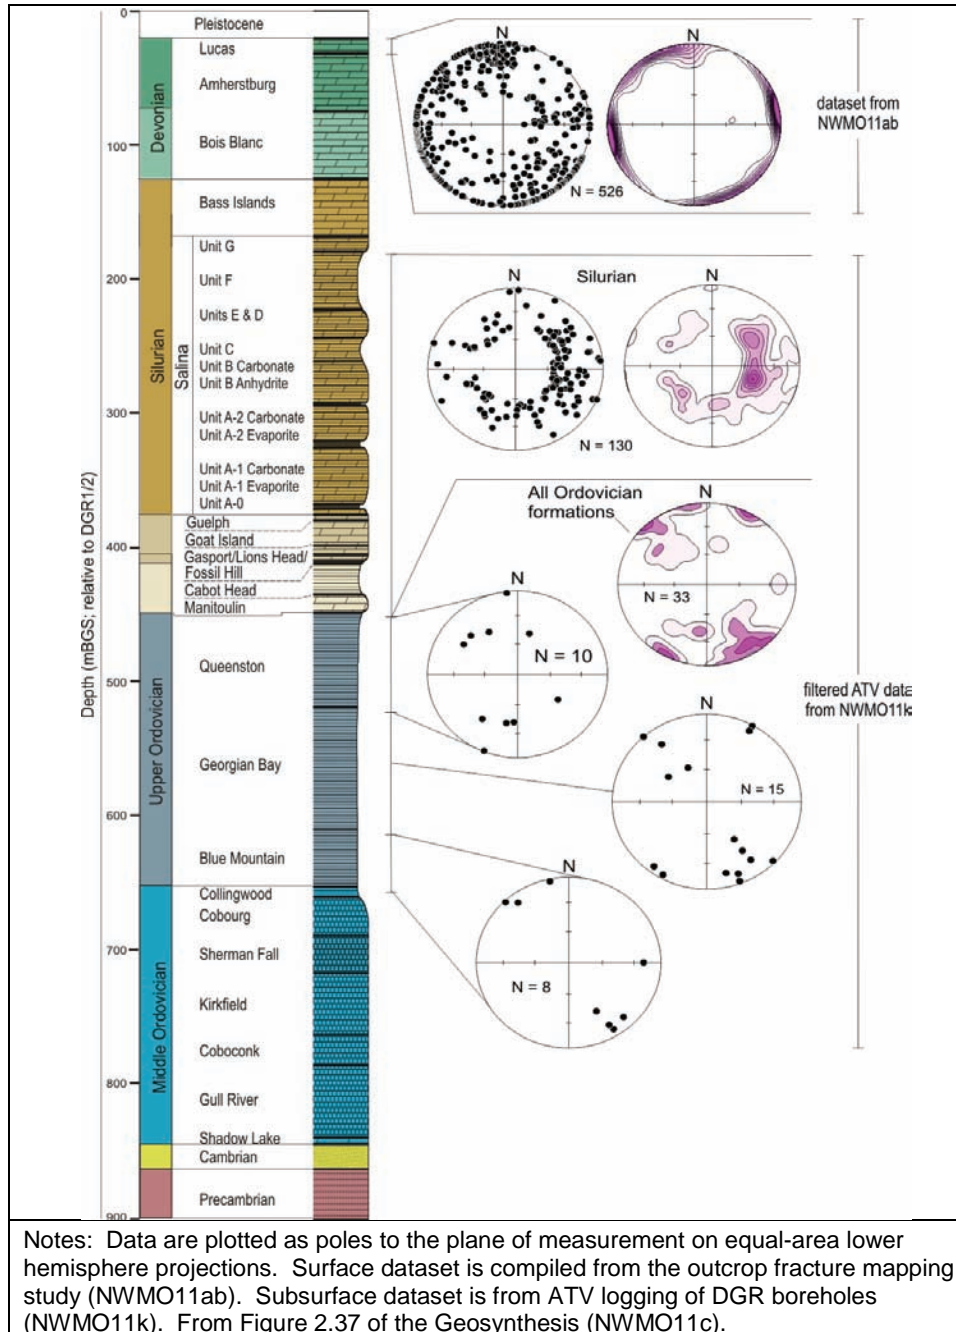 0
Pleistocene
Lucas
Amherstburg
Bois Blanc
Devonian
100
Bass Islands
Unit G
Unit F
200
Units E & D
Unit C
Unit B Carbonate
Unit B Anhydrite
Silurian
Salina
300
Unit A-2 Carbonate
Unit A-2 Evaporite
Unit A-1 Carbonate
Unit A-1 Evaporite
Unit A-0
Guelph
Goat Island
400
Gasport/Lions Head/
Fossil Hill
Cabot Head
Manitoulin
Depth (mBGS; relative to DGR1/2)
Queenston
500
Upper Ordovician
Georgian Bay
600
Blue Mountain
Collingwood
Cobourg
700
Sherman Fall
Kirkfield
Middle Ordovician
Coboconk
800
Gull River
Shadow Lake
Cambrian
Precambrian
900
N
N
N = 526
dataset from
NWMO11ab
N
Silurian
N
N = 130
All Ordovician
formations
N
N = 33
N
N = 10
N
N = 15
filtered ATV data
from NWMO11k
N
N = 8
Notes: Data are plotted as poles to the plane of measurement on equal-area lower
hemisphere projections. Surface dataset is compiled from the outcrop fracture mapping
study (NWMO11ab). Subsurface dataset is from ATV logging of DGR boreholes
(NWMO11k). From Figure 2.37 of the Geosynthesis (NWMO11c).